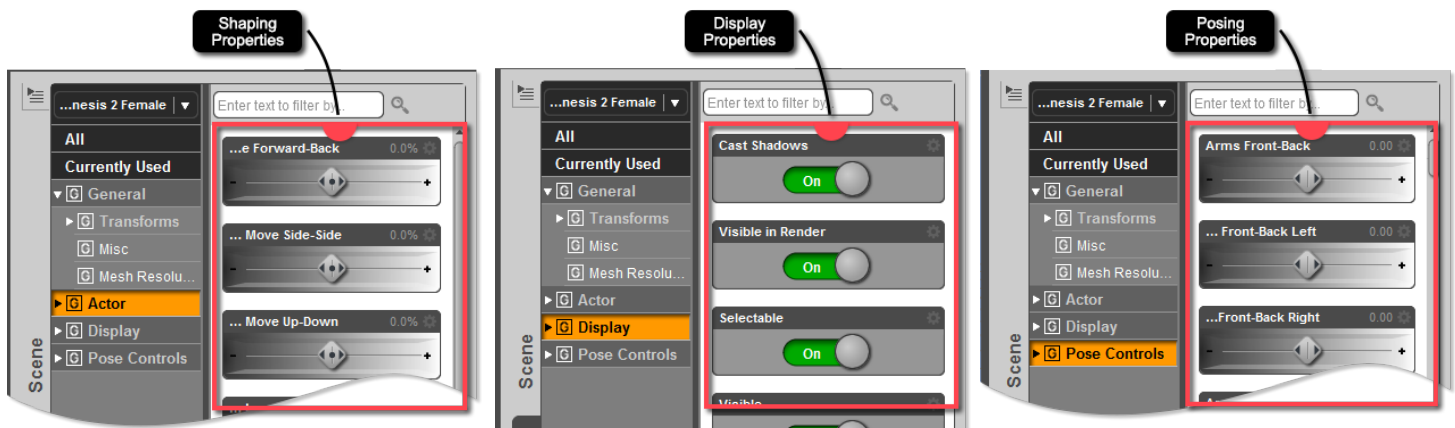 Shaping
Properties
...nesis 2 Female
Enter text to filter by...
All
Currently Used
G General
G Transforms
G Misc
G Mesh Resolu...
G Actor
G Display
G Pose Controls
Scene
...e Forward-Back 0.0%
- +
... Move Side-Side 0.0%
- +
... Move Up-Down 0.0%
- +
Display
Properties
...nesis 2 Female
Enter text to filter by...
All
Currently Used
G General
G Transforms
G Misc
G Mesh Resolu...
G Actor
G Display
G Pose Controls
Scene
Cast Shadows
On
Visible in Render
On
Selectable
On
Visible
Posing
Properties
...nesis 2 Female
Enter text to filter by...
All
Currently Used
G General
G Transforms
G Misc
G Mesh Resolu...
G Actor
G Display
G Pose Controls
Scene
Arms Front-Back 0.00
- +
... Front-Back Left 0.00
- +
...Front-Back Right 0.00
- +